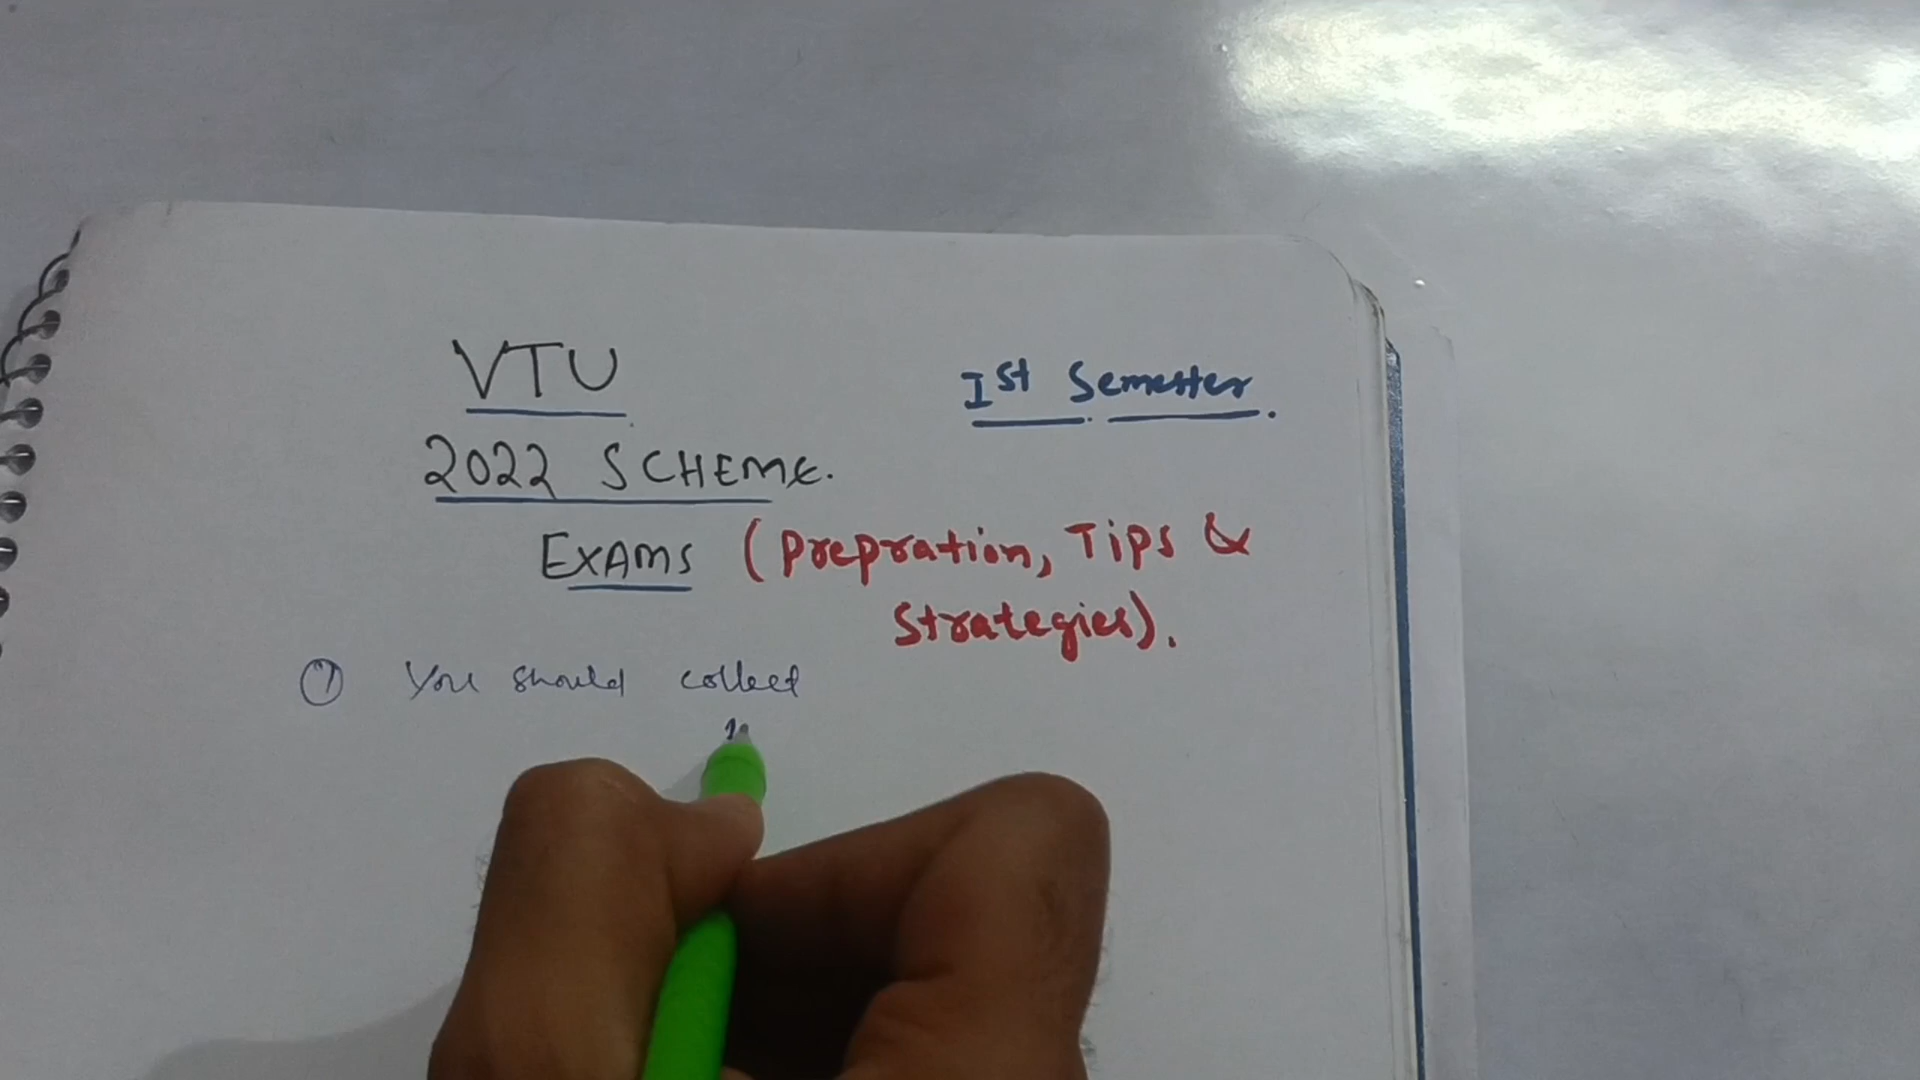 VTU
Ist Semester.
2022 SCHEME.
EXAMS (Prepration, Tips &
Strategies).
① You should collect